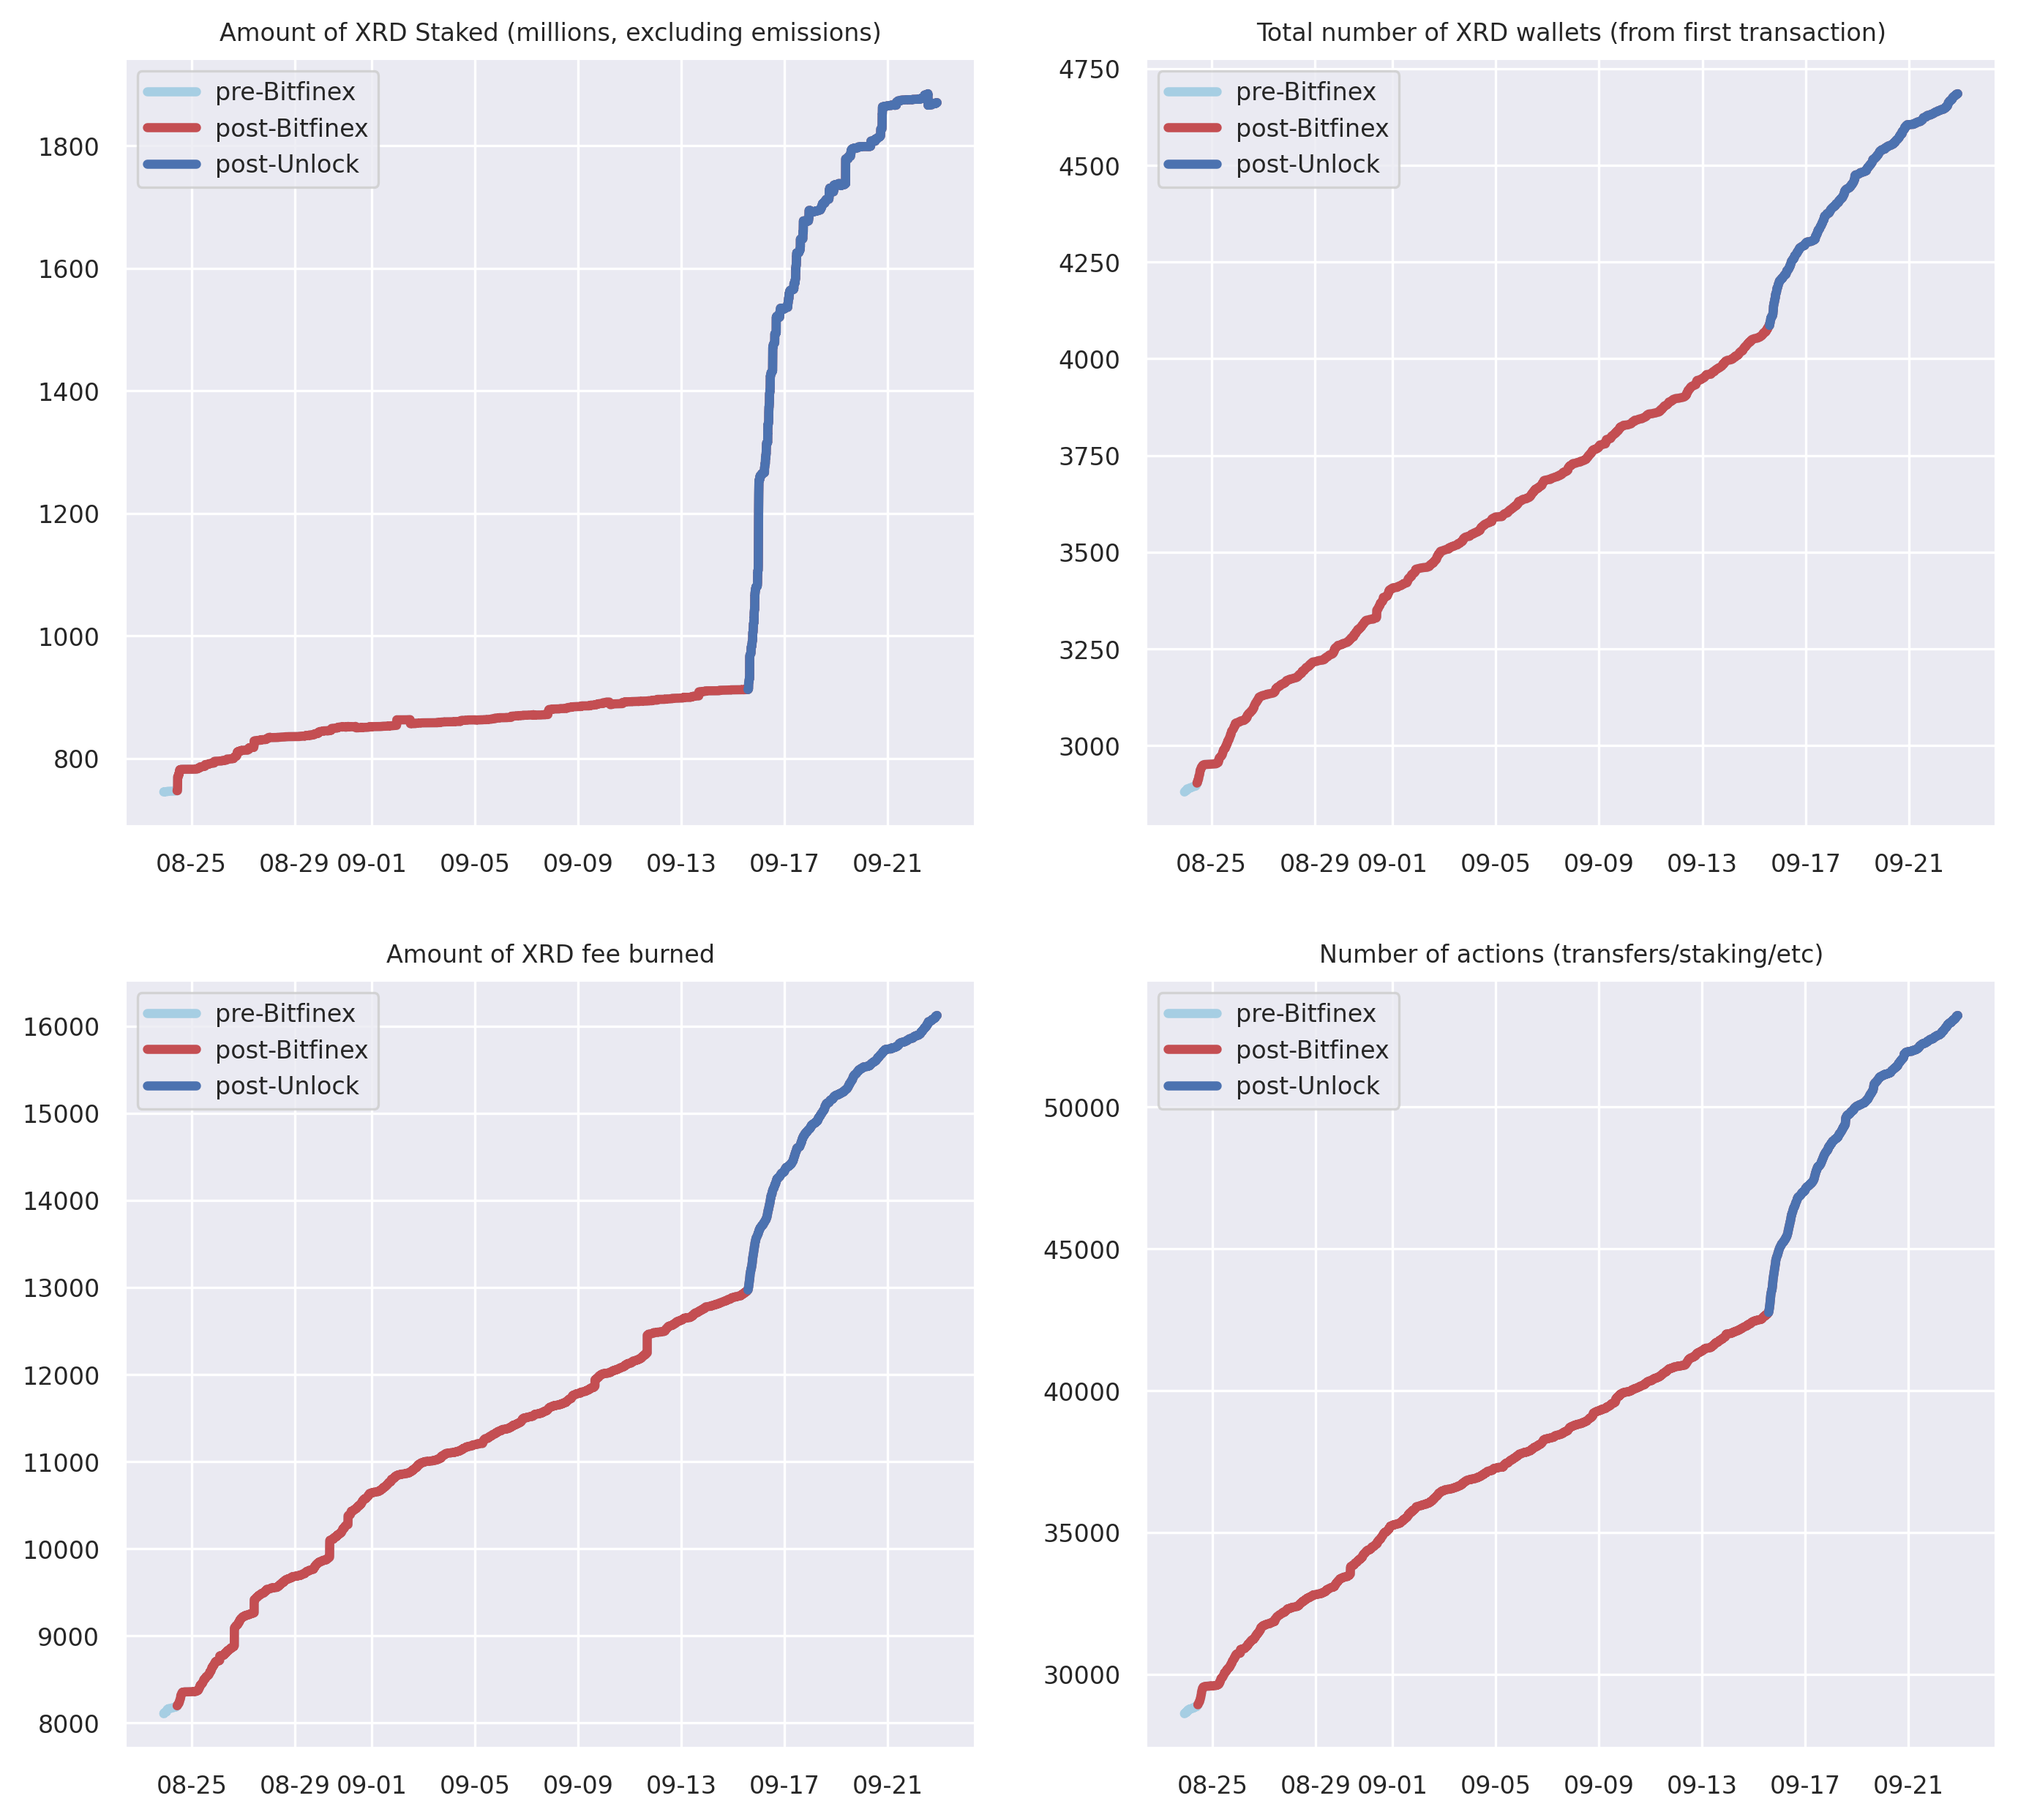 Amount of XRD Staked (millions, excluding emissions)
pre-Bitfinex
post-Bitfinex
post-Unlock
1800
1600
1400
1200
1000
800
08-25 08-29 09-01 09-05 09-09 09-13 09-17 09-21
Total number of XRD wallets (from first transaction)
pre-Bitfinex
post-Bitfinex
post-Unlock
4750
4500
4250
4000
3750
3500
3250
3000
08-25 08-29 09-01 09-05 09-09 09-13 09-17 09-21
Amount of XRD fee burned
pre-Bitfinex
post-Bitfinex
post-Unlock
16000
15000
14000
13000
12000
11000
10000
9000
8000
08-25 08-29 09-01 09-05 09-09 09-13 09-17 09-21
Number of actions (transfers/staking/etc)
pre-Bitfinex
post-Bitfinex
post-Unlock
50000
45000
40000
35000
30000
08-25 08-29 09-01 09-05 09-09 09-13 09-17 09-21